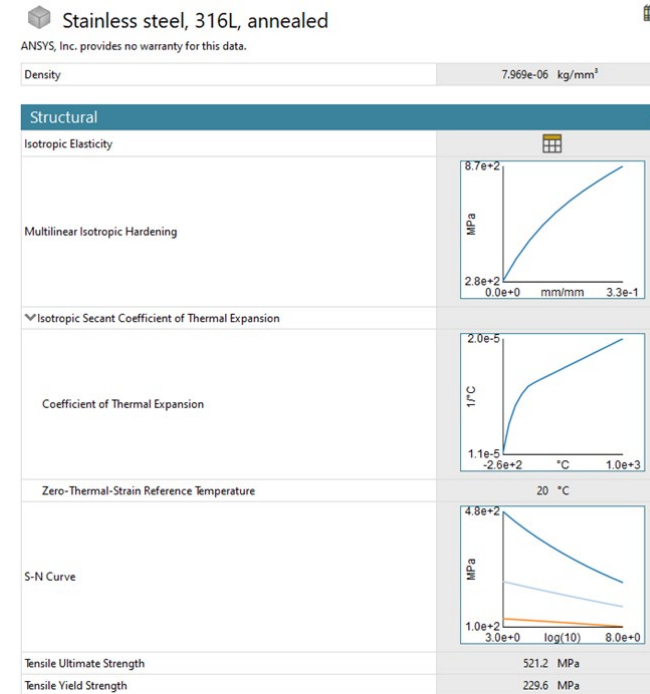 Stainless steel, 316L, annealed
ANSYS, Inc. provides no warranty for this data.
Density 7.969e-06 kg/mm³
Structural
Isotropic Elasticity
Multilinear Isotropic Hardening
8.7e+2
MPa
2.8e+2
0.0e+0 mm/mm 3.3e-1
Isotropic Secant Coefficient of Thermal Expansion
Coefficient of Thermal Expansion
2.0e-5
1/°C
1.1e-5
-2.6e+2 °C 1.0e+3
Zero-Thermal-Strain Reference Temperature 20 °C
S-N Curve
4.8e+2
MPa
1.0e+2
3.0e+0 log(10) 8.0e+0
Tensile Ultimate Strength 521.2 MPa
Tensile Yield Strength 229.6 MPa